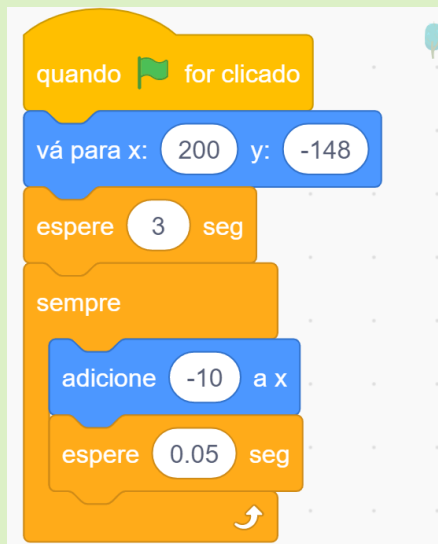 quando for clicado
vá para x: 200 y: -148
espere 3 seg
sempre
adicione -10 a x
espere 0.05 seg